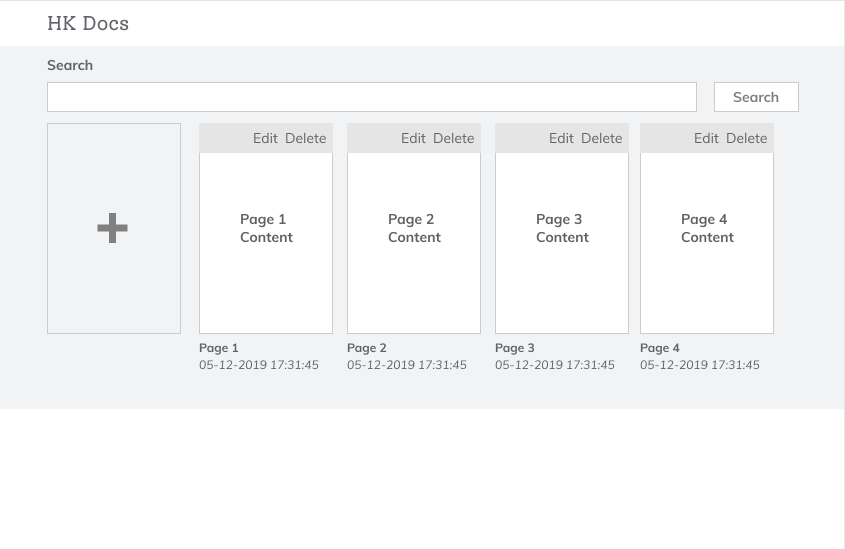 HK Docs
Search
Search
Edit Delete
Edit Delete
Edit Delete
Edit Delete
Page 1
Content
Page 2
Content
Page 3
Content
Page 4
Content
Page 1
05-12-2019 17:31:45
Page 2
05-12-2019 17:31:45
Page 3
05-12-2019 17:31:45
Page 4
05-12-2019 17:31:45